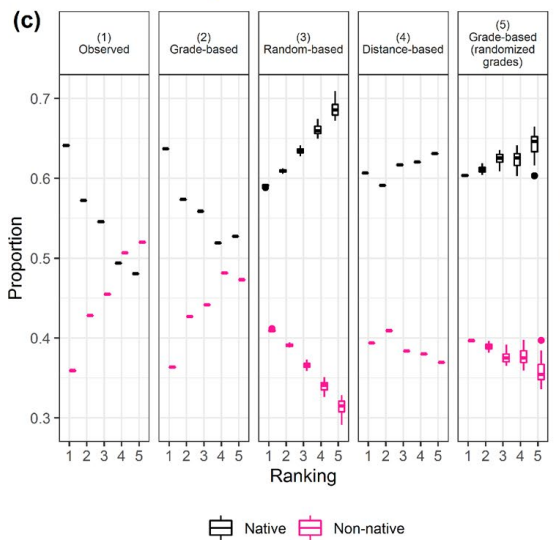 (c)
(1)
Observed
(2)
Grade-based
(3)
Random-based
(4)
Distance-based
(5)
Grade-based
(randomized
grades)
Proportion
0.7
0.6
0.5
0.4
0.3
1 2 3 4 5
1 2 3 4 5
1 2 3 4 5
1 2 3 4 5
1 2 3 4 5
Ranking
Native
Non-native